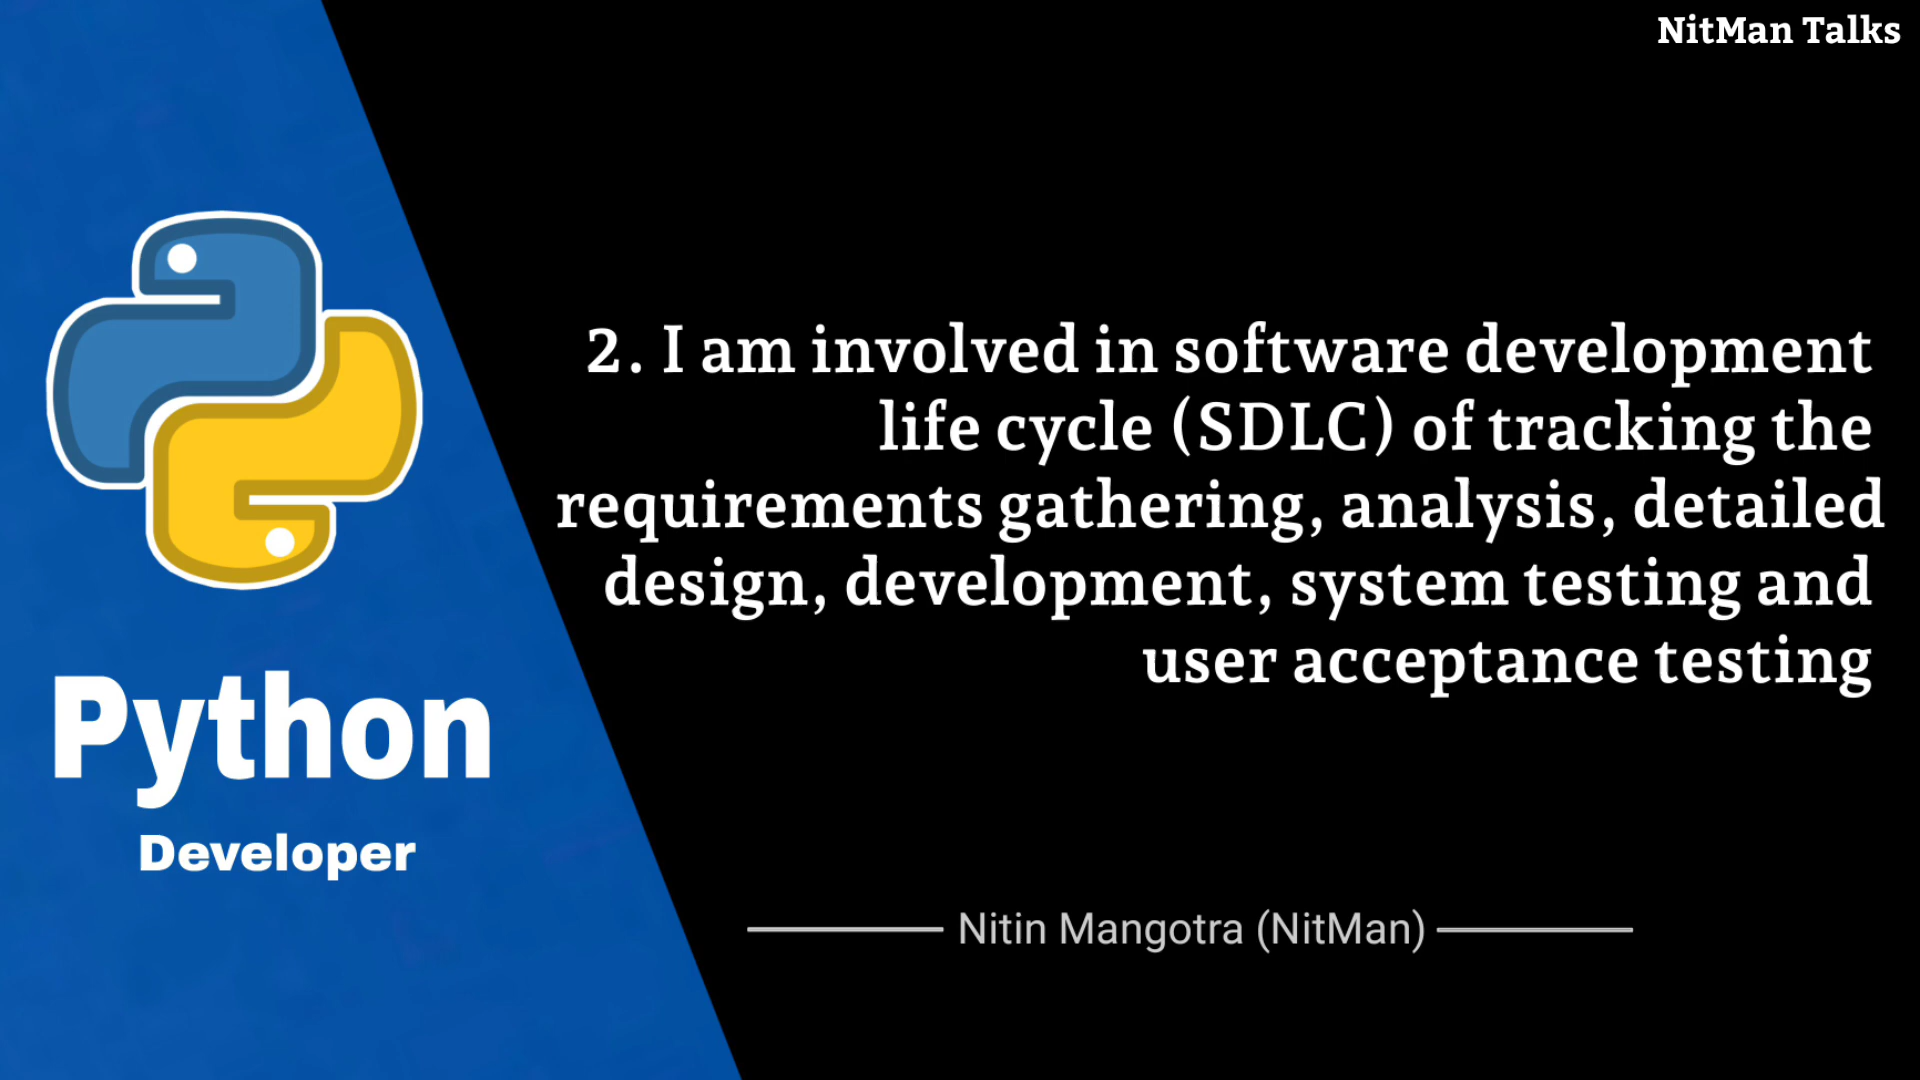 NitMan Talks
2. I am involved in software development
life cycle (SDLC) of tracking the
requirements gathering, analysis, detailed
design, development, system testing and
user acceptance testing
Python
Developer
Nitin Mangotra (NitMan)